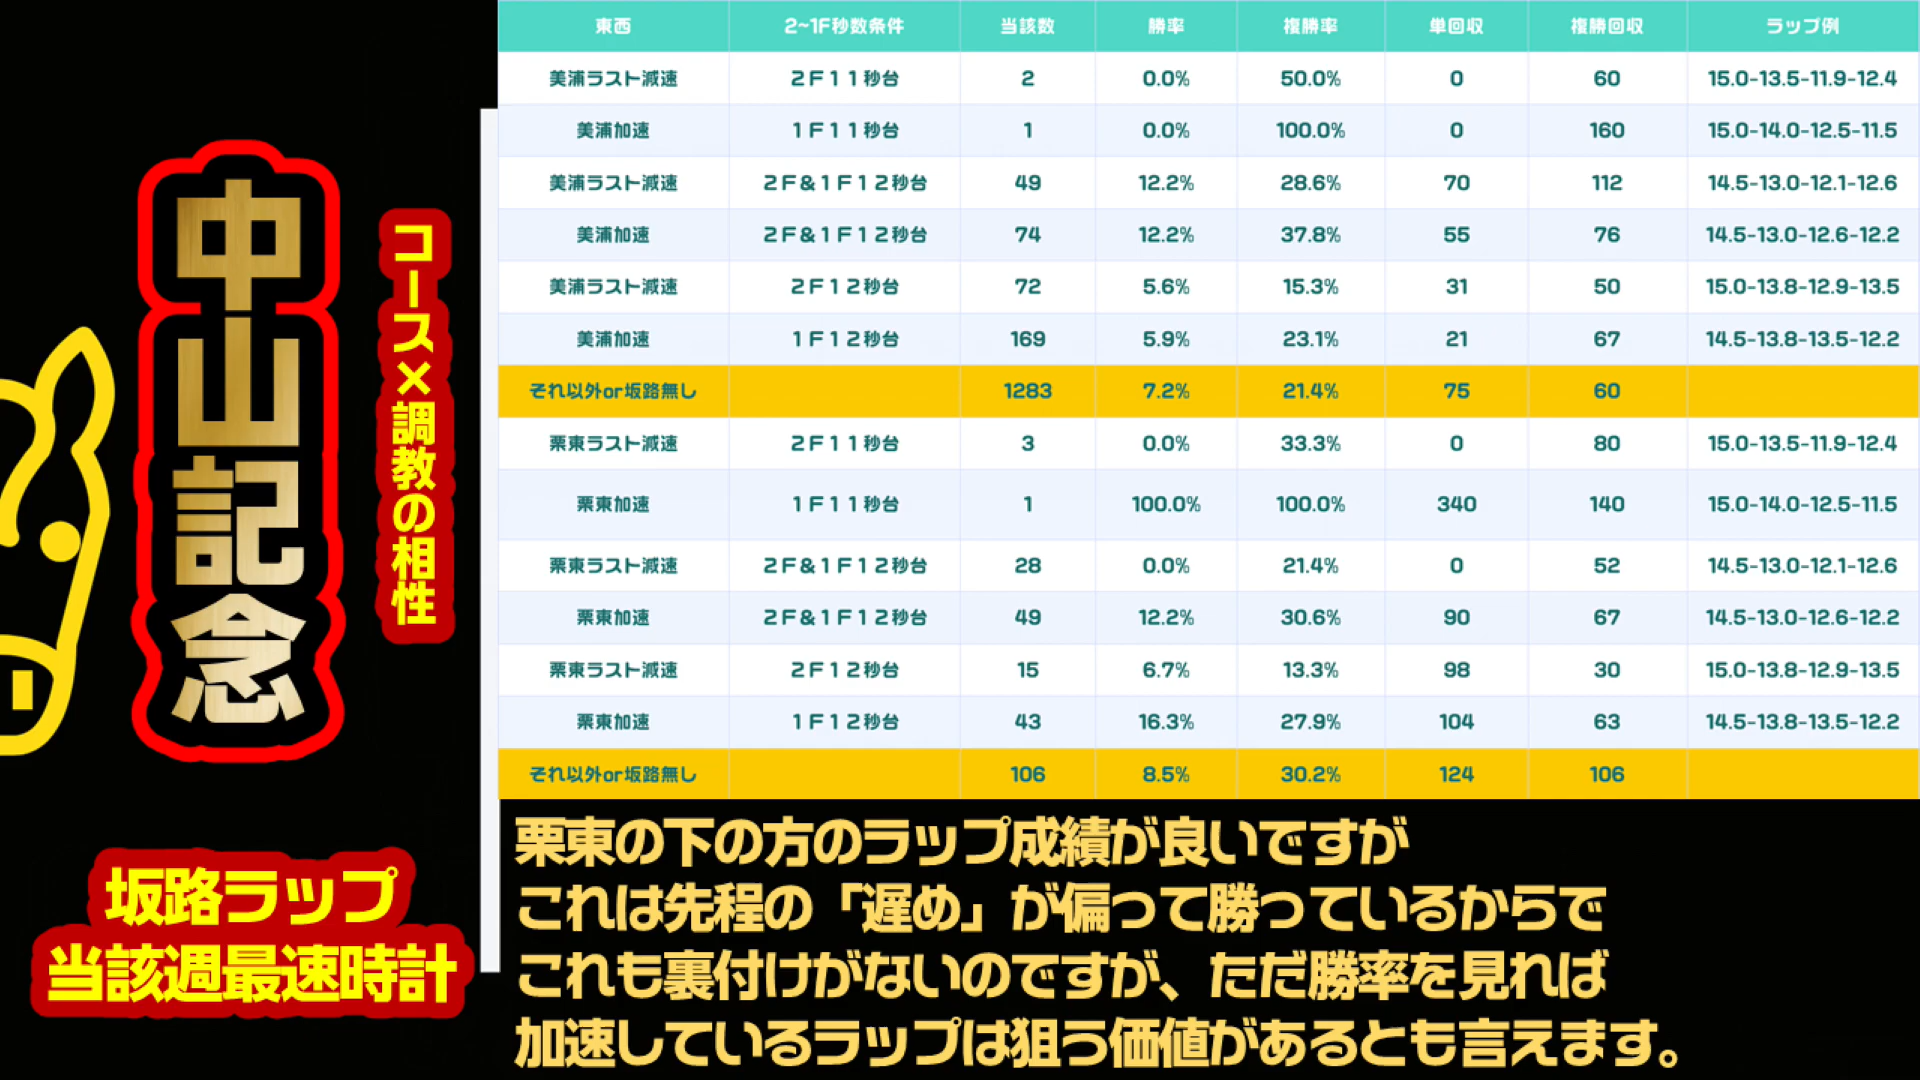 中山記念
コース×調教の相性
坂路ラップ
当該週最速時計
東西 2~1F秒数条件 当該数 勝率 複勝率 単回収 複勝回収 ラップ例
美浦ラスト減速 2F11秒台 2 0.0% 50.0% 0 60 15.0-13.5-11.9-12.4
美浦加速 1F11秒台 1 0.0% 100.0% 0 160 15.0-14.0-12.5-11.5
美浦ラスト減速 2F&1F12秒台 49 12.2% 28.6% 70 112 14.5-13.0-12.1-12.6
美浦加速 2F&1F12秒台 74 12.2% 37.8% 55 76 14.5-13.0-12.6-12.2
美浦ラスト減速 2F12秒台 72 5.6% 15.3% 31 50 15.0-13.8-12.9-13.5
美浦加速 1F12秒台 169 5.9% 23.1% 21 67 14.5-13.8-13.5-12.2
それ以外or坂路無し 1283 7.2% 21.4% 75 60
栗東ラスト減速 2F11秒台 3 0.0% 33.3% 0 80 15.0-13.5-11.9-12.4
栗東加速 1F11秒台 1 100.0% 100.0% 340 140 15.0-14.0-12.5-11.5
栗東ラスト減速 2F&1F12秒台 28 0.0% 21.4% 0 52 14.5-13.0-12.1-12.6
栗東加速 2F&1F12秒台 49 12.2% 30.6% 90 67 14.5-13.0-12.6-12.2
栗東ラスト減速 2F12秒台 15 6.7% 13.3% 98 30 15.0-13.8-12.9-13.5
栗東加速 1F12秒台 43 16.3% 27.9% 104 63 14.5-13.8-13.5-12.2
それ以外or坂路無し 106 8.5% 30.2% 124 106
栗東の下の方のラップ成績が良いですが
これは先程の「遅め」が偏って勝っているからで
これも裏付けがないのですが、ただ勝率を見れば
加速しているラップは狙う価値があるとも言えます。